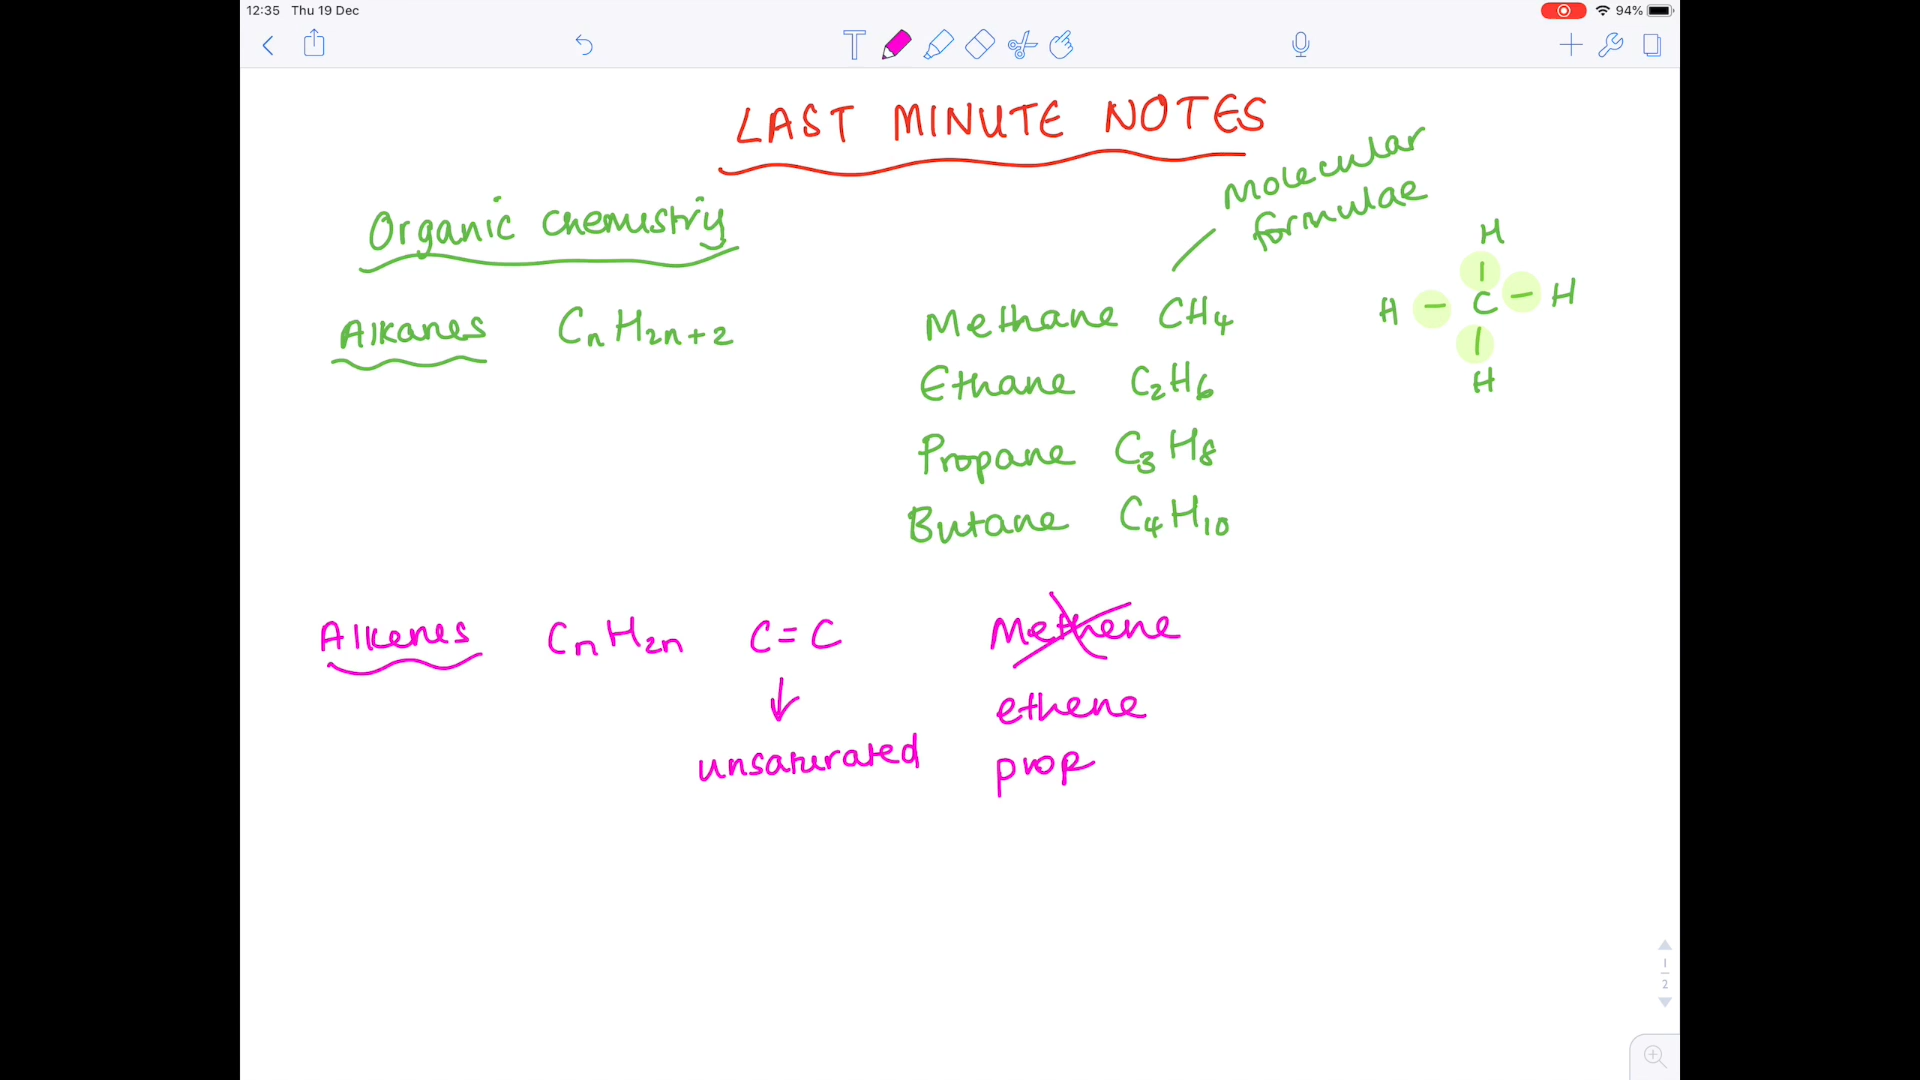 12:35 Thu 19 Dec
94%
T
LAST MINUTE NOTES
Molecular
formulae
Organic Chemistry
H
H - C - H
H
Alkanes CnH2n+2
Methane CH4
Ethane C2H6
Propane C3H8
Butane C4H10
Alkenes CnH2n C=C
Methene
ethene
unsaturated
prop
1
2